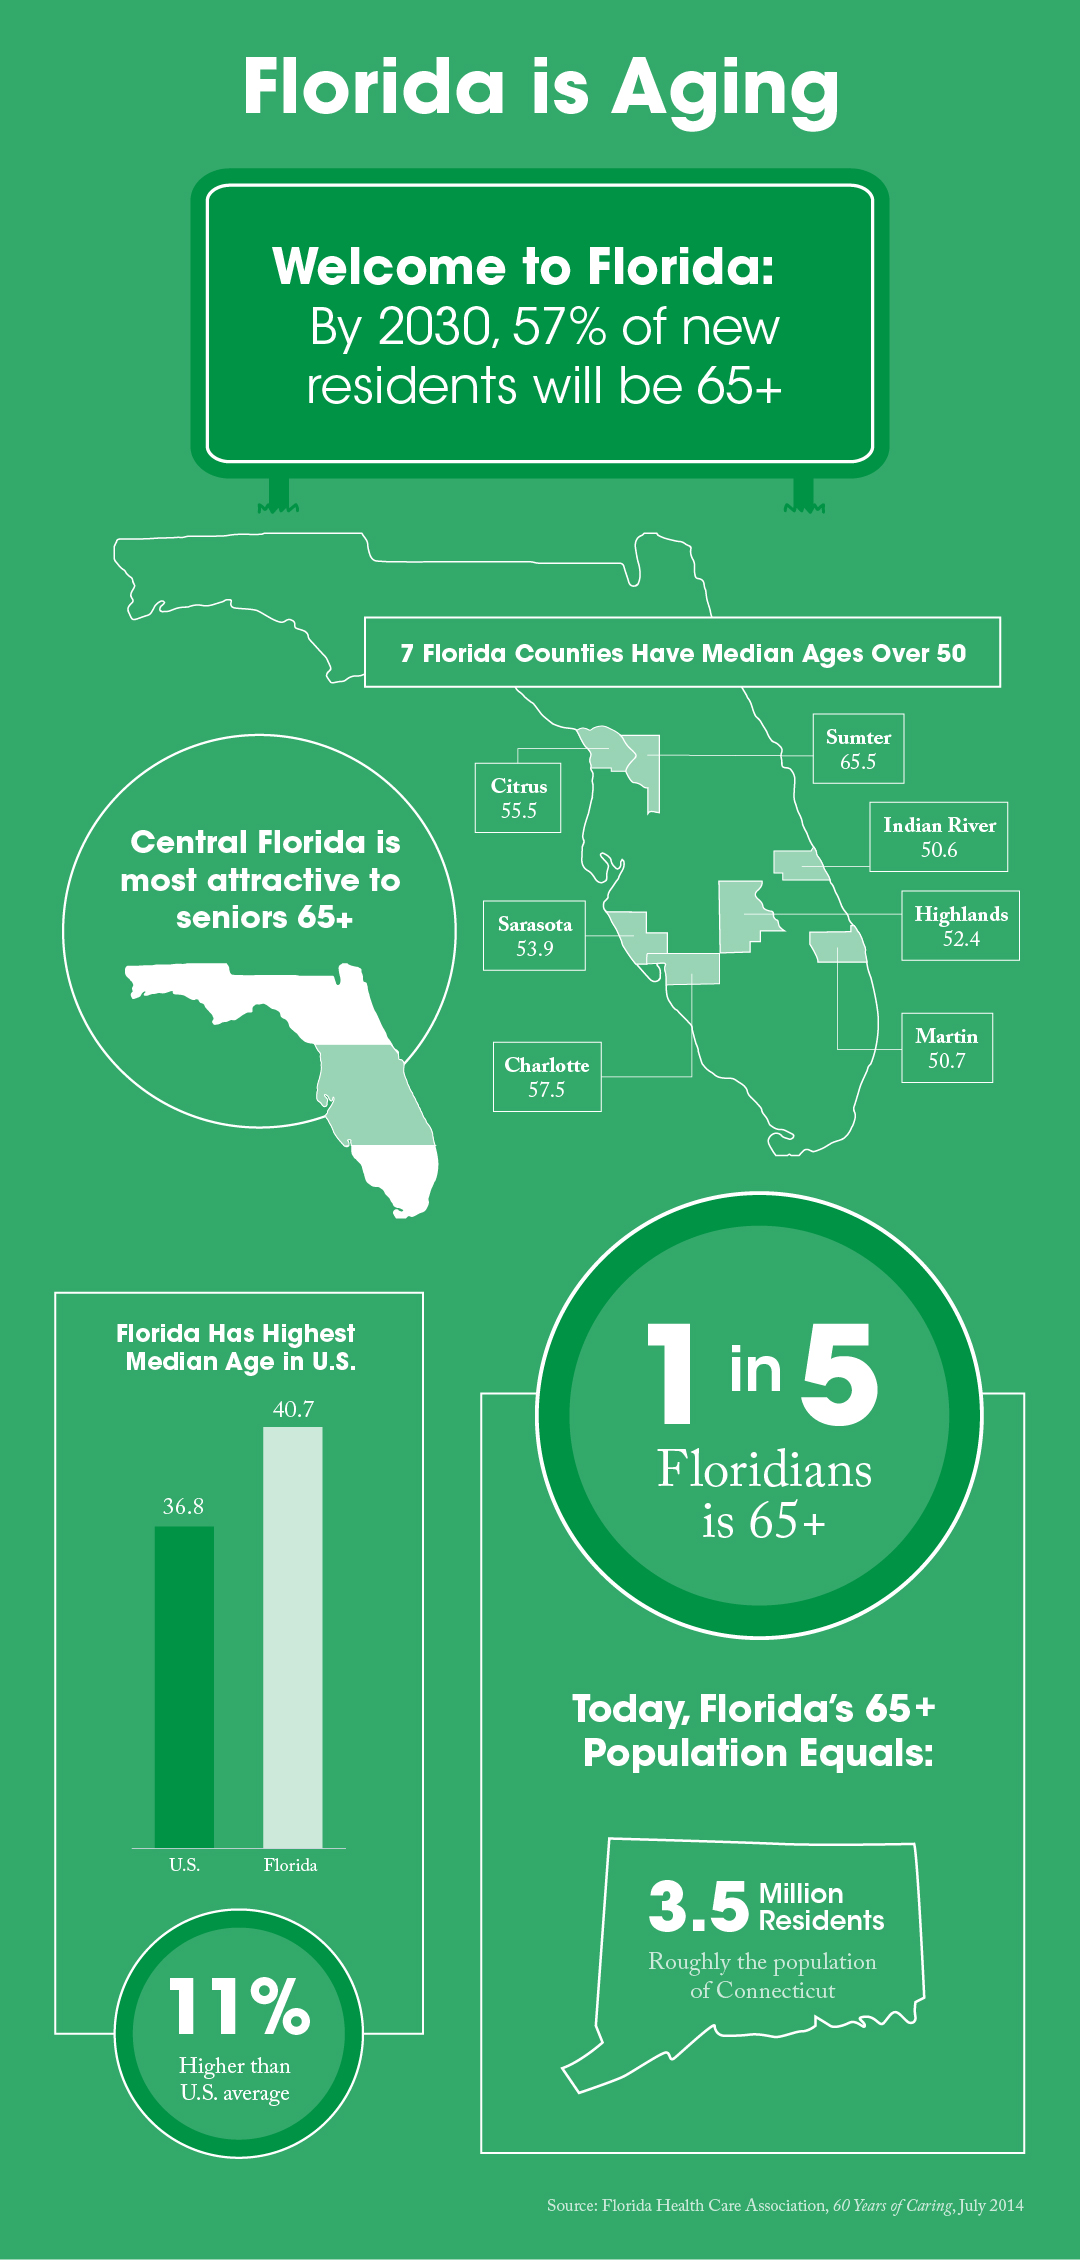 Florida is Aging
Welcome to Florida:
By 2030, 57% of new
residents will be 65+
7 Florida Counties Have Median Ages Over 50
Sumter
65.5
Citrus
55.5
Indian River
50.6
Highlands
52.4
Sarasota
53.9
Martin
50.7
Charlotte
57.5
Central Florida is
most attractive to
seniors 65+
Florida Has Highest
Median Age in U.S.
40.7
36.8
U.S.
Florida
11%
Higher than
U.S. average
1 in 5
Floridians
is 65+
Today, Florida’s 65+
Population Equals:
3.5 Million
Residents
Roughly the population
of Connecticut
Source: Florida Health Care Association, 60 Years of Caring, July 2014